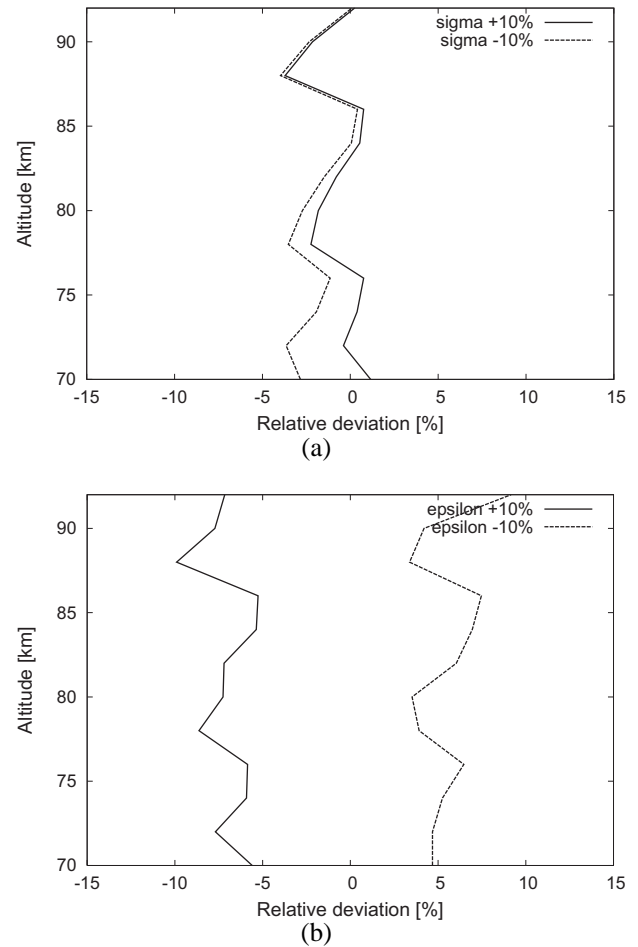 90
85
80
75
70
Altitude [km]
sigma +10%
sigma -10%
-15
-10
-5
0
5
10
15
Relative deviation [%]
(a)
90
85
80
75
70
Altitude [km]
epsilon +10%
epsilon -10%
-15
-10
-5
0
5
10
15
Relative deviation [%]
(b)